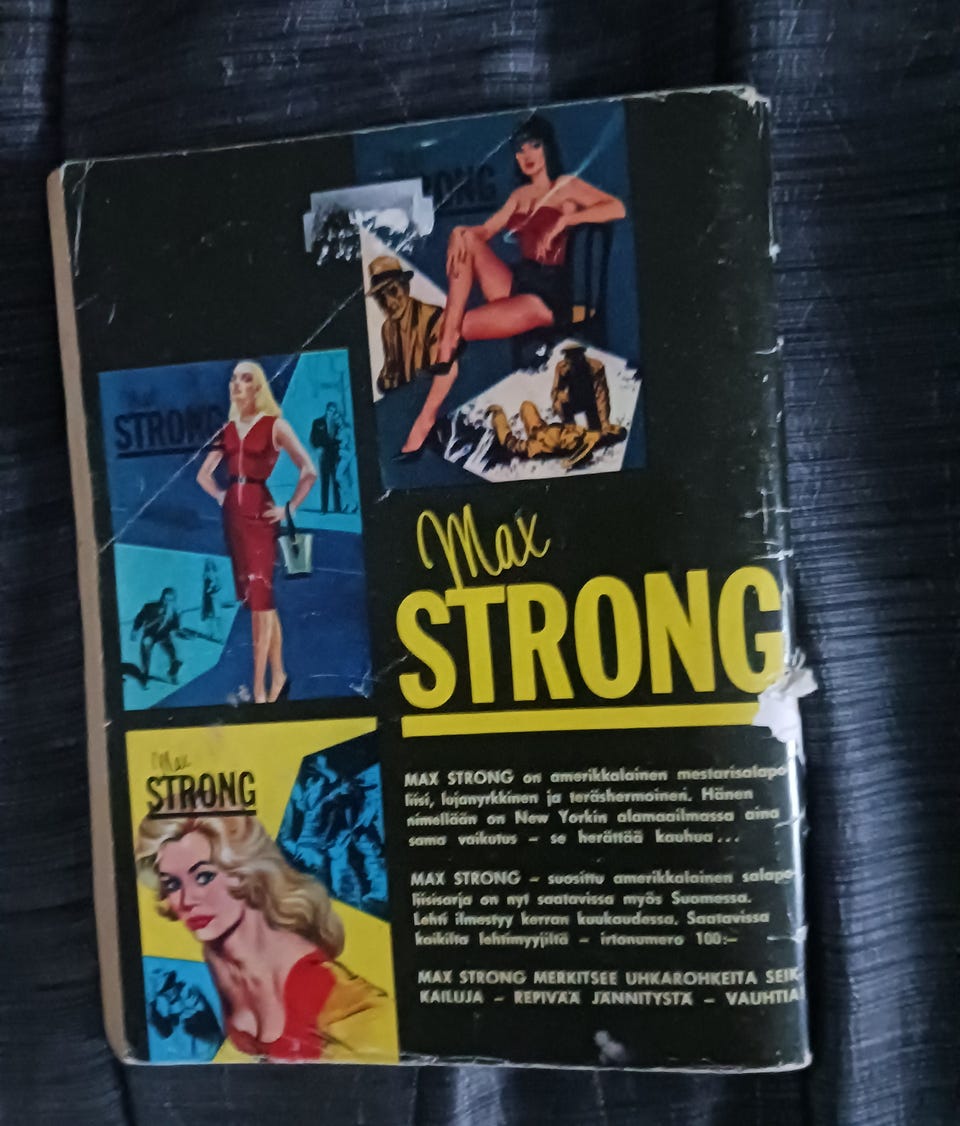 RONG
STRONG
Max
STRONG
Max
STRONG
MAX STRONG on amerikkalainen mestarisalapo
liisi, lujanyrkkinen ja teräshermoinen. Hänen
nimellään on New Yorkin alamaailmassa aina
sama vaikutus – se herättää kauhua...
MAX STRONG – suosittu amerikkalainen salapo
liisisarja on nyt saatavissa myös Suomessa.
Lehti ilmestyy kerran kuukaudessa. Saatavissa
kaikilta lehtimyyjiltä – irtonumero 100:–
MAX STRONG MERKITSEE UHKAROHKEITA SEIK-
KAILUJA – REPIVÄÄ JÄNNITYSTÄ – VAUHTIA